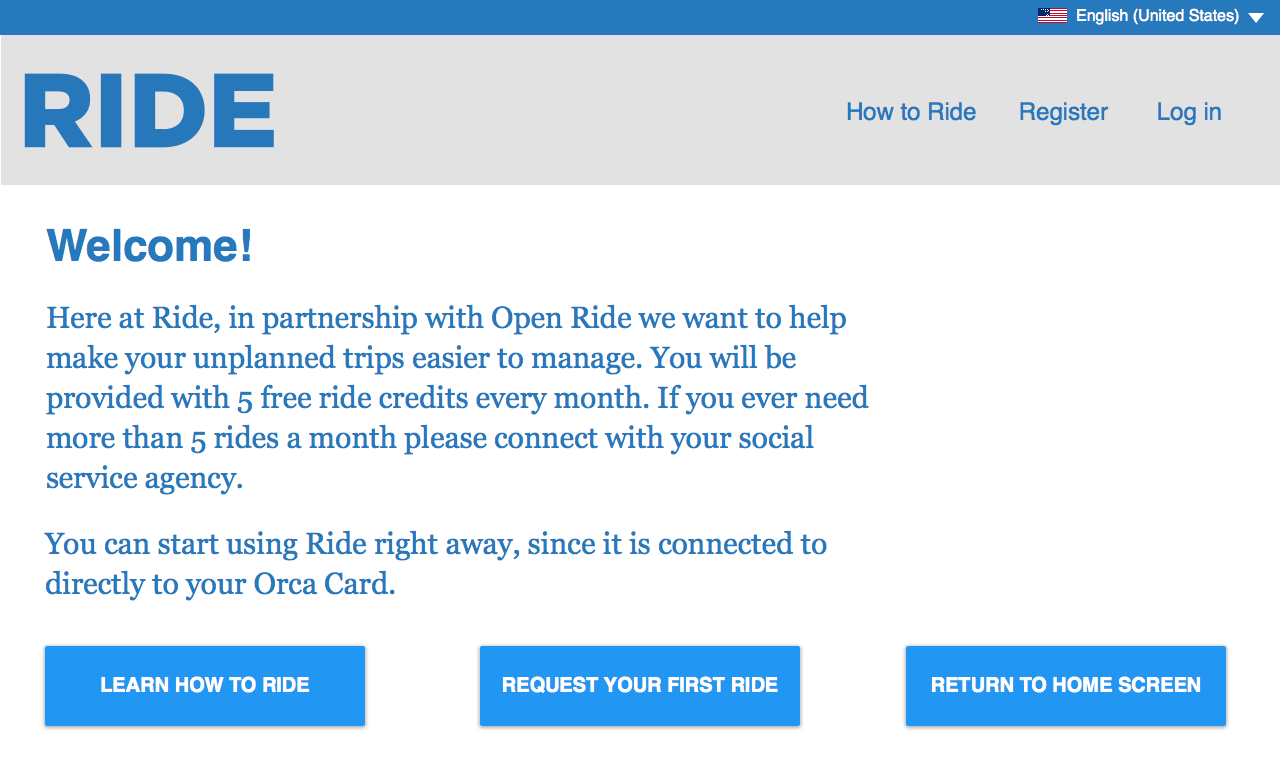 English (United States)
RIDE
How to Ride Register Log in
Welcome!
Here at Ride, in partnership with Open Ride we want to help
make your unplanned trips easier to manage. You will be
provided with 5 free ride credits every month. If you ever need
more than 5 rides a month please connect with your social
service agency.
You can start using Ride right away, since it is connected to
directly to your Orca Card.
LEARN HOW TO RIDE
REQUEST YOUR FIRST RIDE
RETURN TO HOME SCREEN